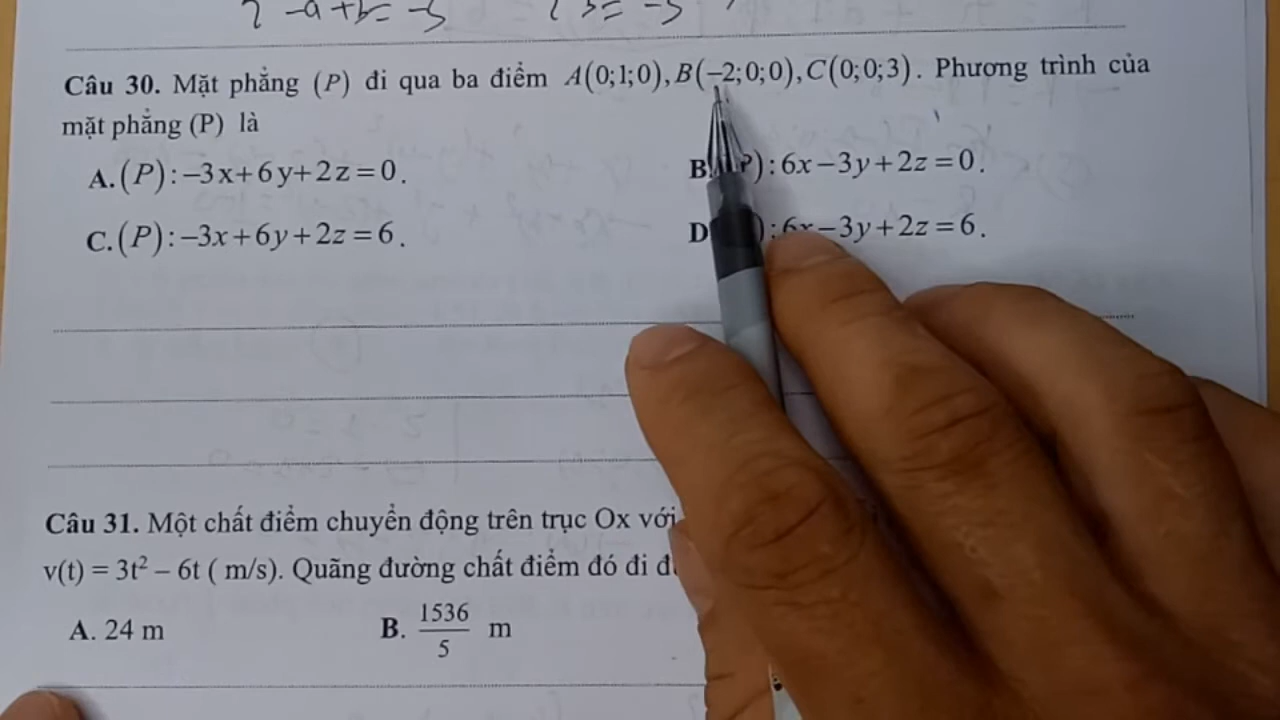 Câu 30. Mặt phẳng (P) đi qua ba điểm A(0;1;0), B(−2;0;0), C(0;0;3). Phương trình của
mặt phẳng (P) là
A. (P): −3x+6y+2z=0.
B. P): 6x−3y+2z=0.
C. (P): −3x+6y+2z=6.
D ): 6x−3y+2z=6.
Câu 31. Một chất điểm chuyển động trên trục Ox với
v(t) = 3t² – 6t ( m/s). Quãng đường chất điểm đó đi
A. 24 m
B. 1536/5 m